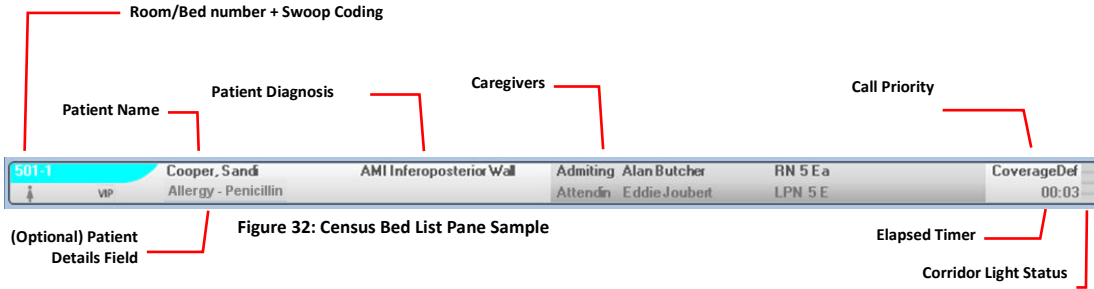 Room/Bed number + Swoop Coding
Caregivers
Call Priority
Patient Diagnosis
Patient Name
501-1 Cooper, Sandi AMI Inferoposterior Wall Admiting Alan Butcher RN 5 Ea CoverageDef
VIP Allergy - Penicillin Attendin Eddie Joubert LPN 5 E 00:03
Figure 32: Census Bed List Pane Sample
(Optional) Patient
Details Field
Elapsed Timer
Corridor Light Status